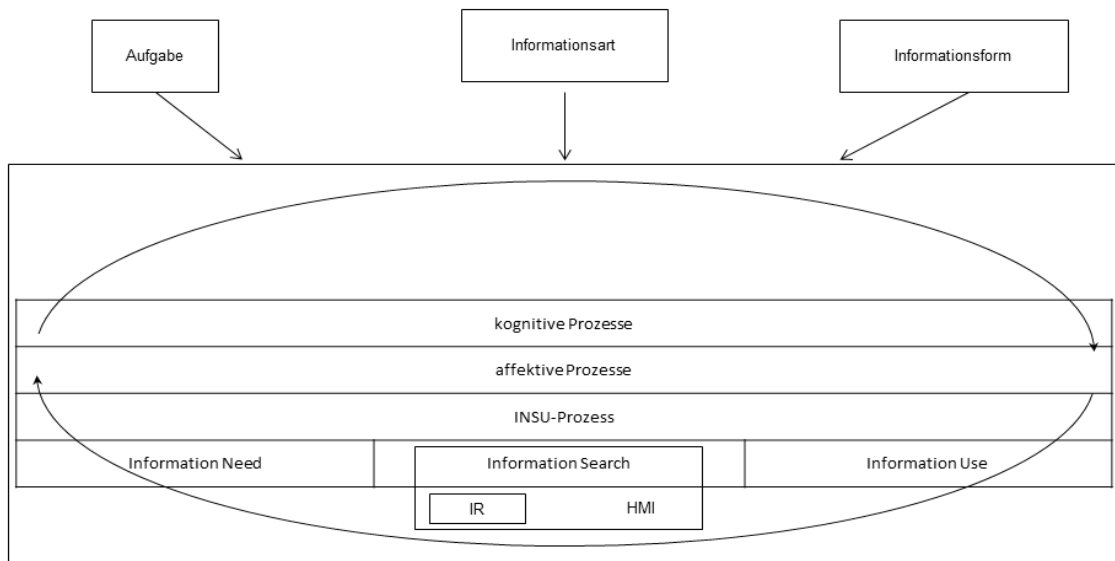 Aufgabe
Informationsart
Informationsform
kognitive Prozesse
affektive Prozesse
INSU-Prozess
Information Need
Information Search
Information Use
IR
HMI